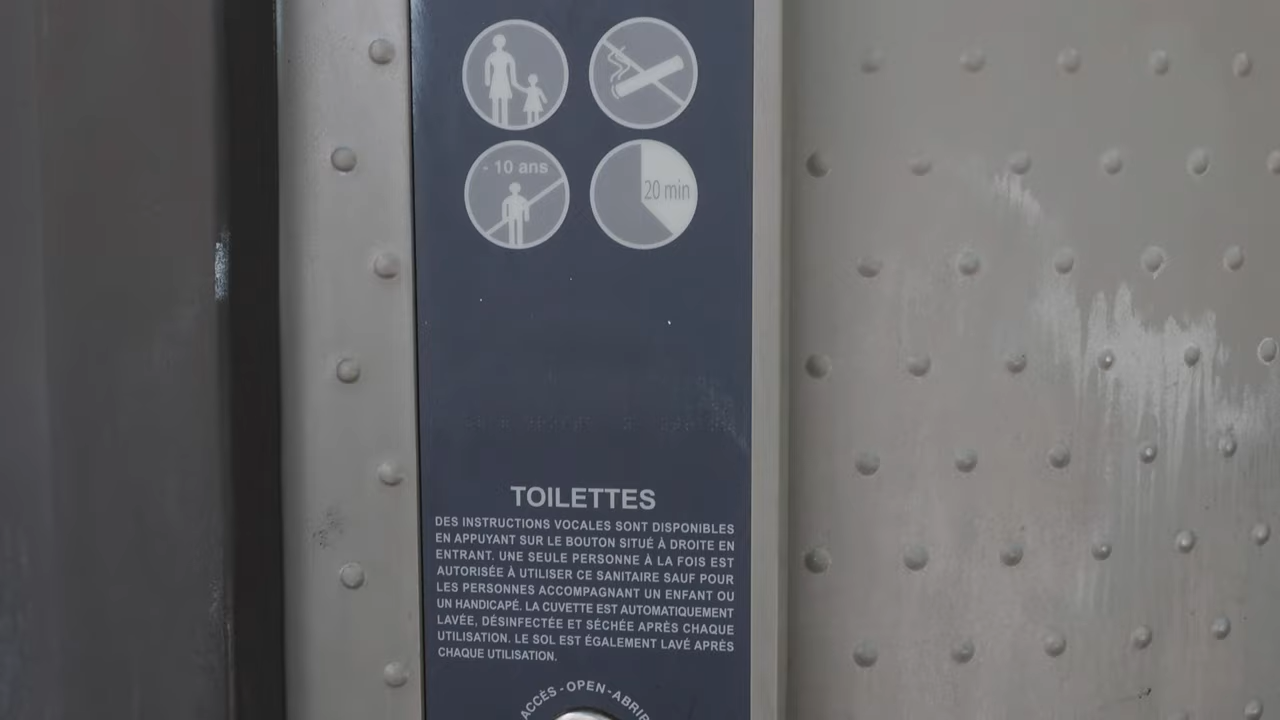 - 10 ans
20 min
TOILETTES
DES INSTRUCTIONS VOCALES SONT DISPONIBLES
EN APPUYANT SUR LE BOUTON SITUÉ À DROITE EN
ENTRANT. UNE SEULE PERSONNE À LA FOIS EST
AUTORISÉE À UTILISER CE SANITAIRE SAUF POUR
LES PERSONNES ACCOMPAGNANT UN ENFANT OU
UN HANDICAPÉ. LA CUVETTE EST AUTOMATIQUEMENT
LAVÉE, DÉSINFECTÉE ET SÉCHÉE APRÈS CHAQUE
UTILISATION. LE SOL EST ÉGALEMENT LAVÉ APRÈS
CHAQUE UTILISATION.
ACCÈS-OPEN-ABRIR